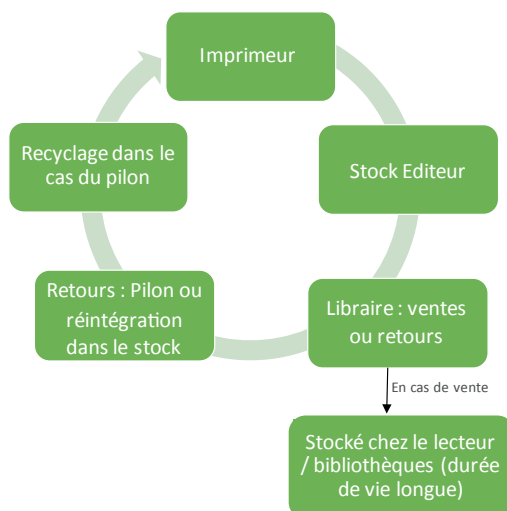 Imprimeur
Stock Editeur
Libraire : ventes
ou retours
En cas de vente
Stocké chez le lecteur
/ bibliothèques (durée
de vie longue)
Retours : Pilon ou
réintégration
dans le stock
Recyclage dans le
cas du pilon